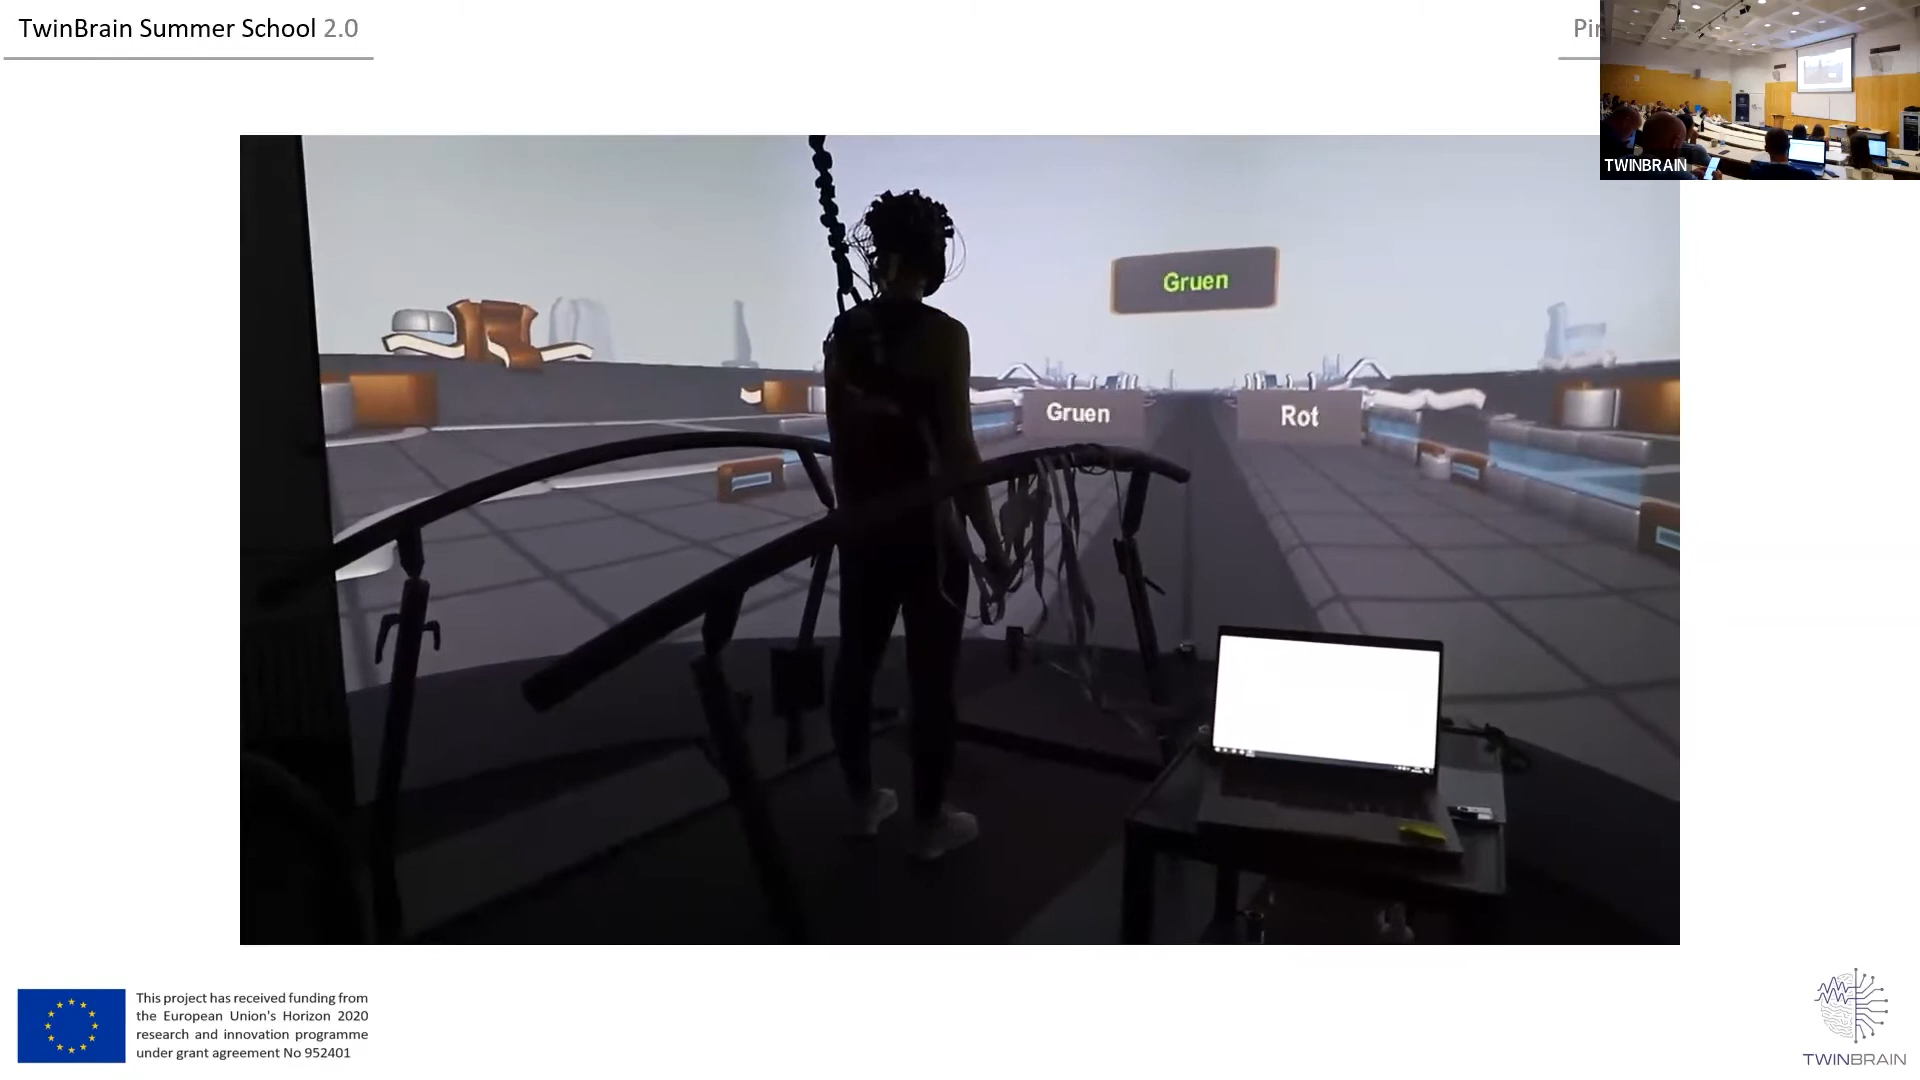 TwinBrain Summer School 2.0
TWINBRAIN
Gruen
Gruen
Rot
This project has received funding from
the European Union's Horizon 2020
research and innovation programme
under grant agreement No 952401
TWINBRAIN